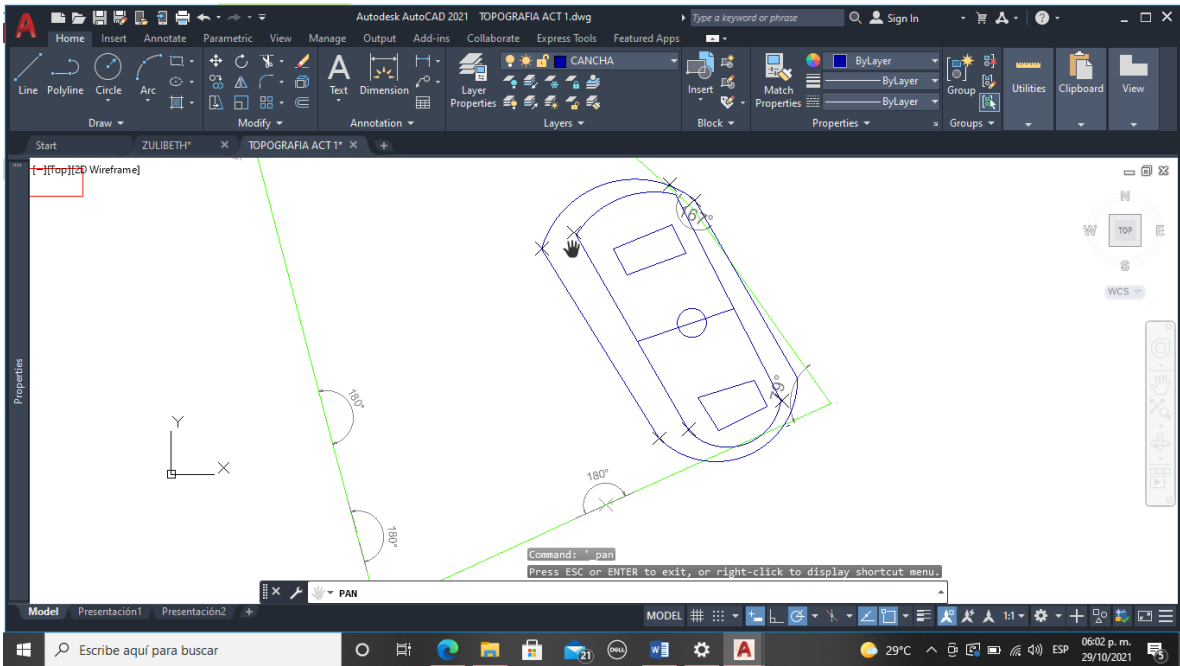 Autodesk AutoCAD 2021 TOPOGRAFIA ACT 1.dwg
Type a keyword or phrase
Sign In
Home Insert Annotate Parametric View Manage Output Add-ins Collaborate Express Tools Featured Apps
CANCHA
ByLayer
ByLayer
ByLayer
Line Polyline Circle Arc
Text Dimension
Layer Properties
Insert
Match Properties
Group
Utilities
Clipboard
View
Draw Modify Annotation Layers Block Properties Groups
Start ZULIBETH* TOPOGRAFIA ACT 1*
[−][Top][2D Wireframe]
N
W TOP E
S
WCS
Properties
167°
79°
180°
180°
180°
Y
X
Command: '_pan
Press ESC or ENTER to exit, or right-click to display shortcut menu.
PAN
Model Presentación1 Presentación2
MODEL 1:1
Escribe aquí para buscar
21
DELL
29°C
ESP
06:02 p. m.
29/10/2021
5